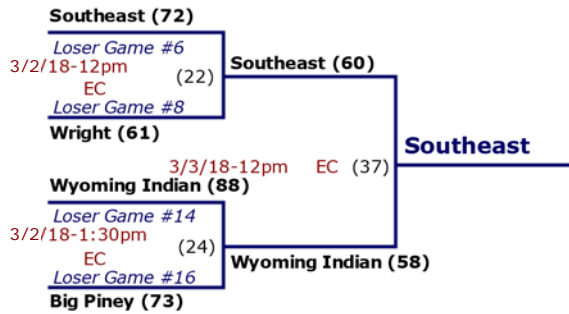 Southeast (72)
Loser Game #6
3/2/18-12pm
(22)
EC
Loser Game #8
Wright (61)
Southeast (60)
Southeast
3/3/18-12pm EC (37)
Wyoming Indian (88)
Loser Game #14
3/2/18-1:30pm
(24)
EC
Loser Game #16
Big Piney (73)
Wyoming Indian (58)